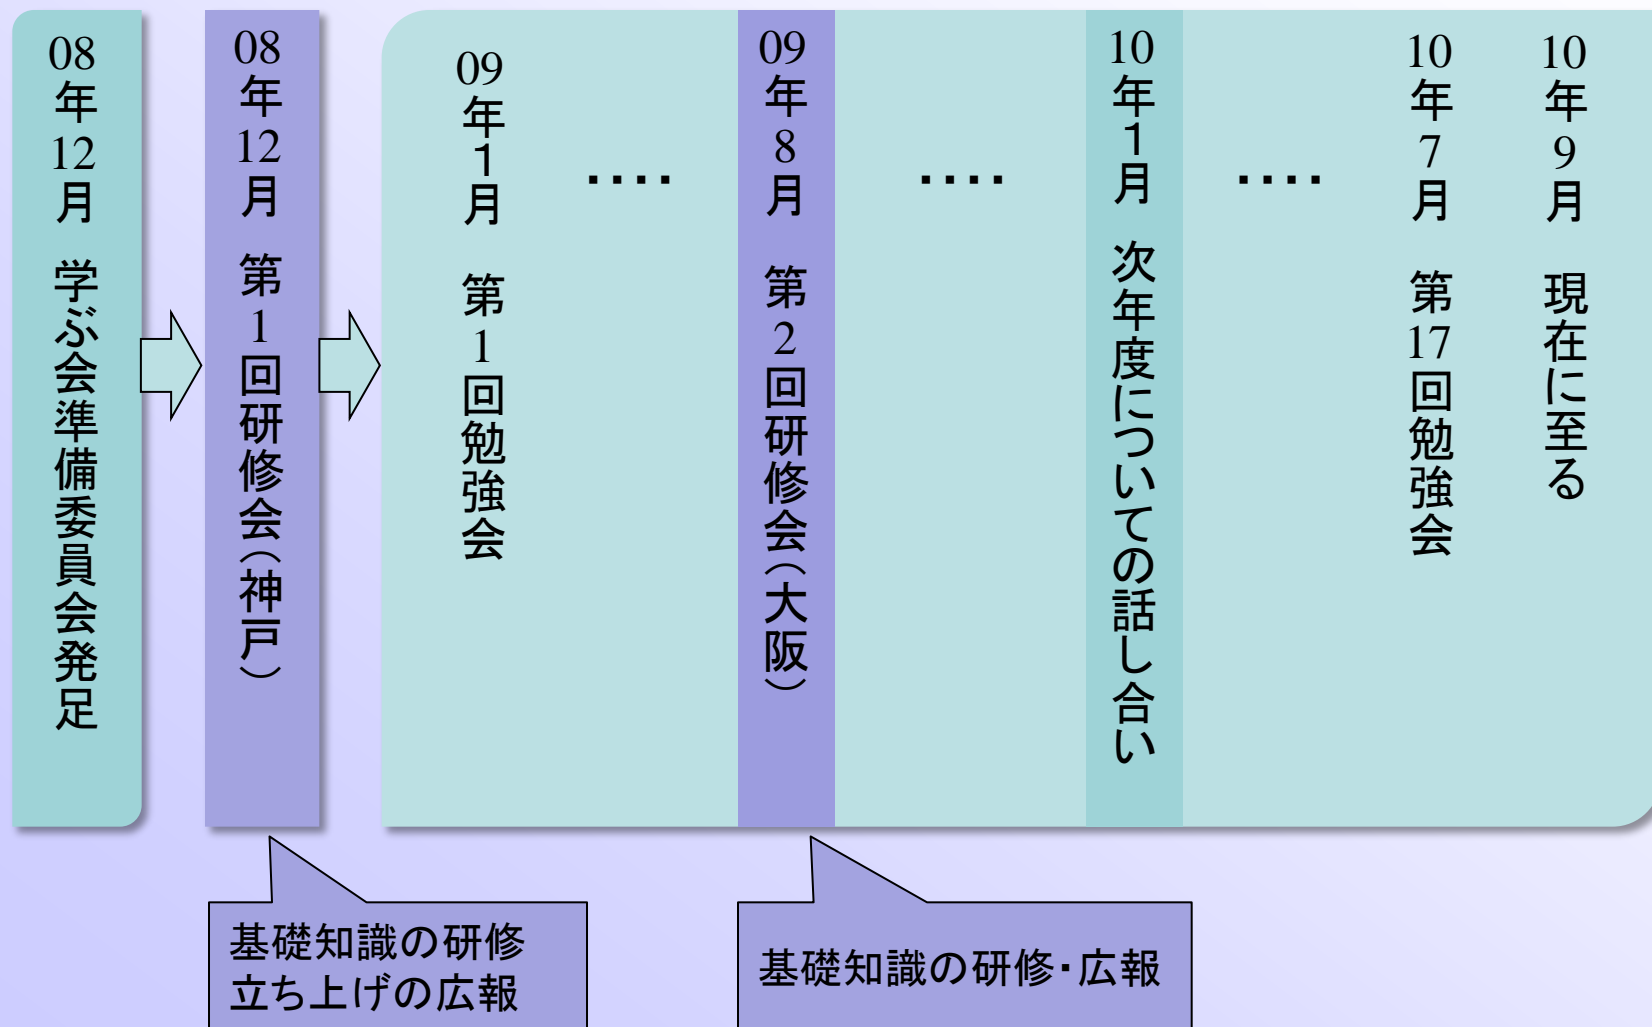 08年12月 学ぶ会準備委員会発足
08年12月 第1回研修会（神戸）
09年1月 第1回勉強会
････
09年8月 第2回研修会（大阪）
････
10年1月 次年度についての話し合い
････
10年7月 第17回勉強会
10年9月 現在に至る
基礎知識の研修
立ち上げの広報
基礎知識の研修・広報